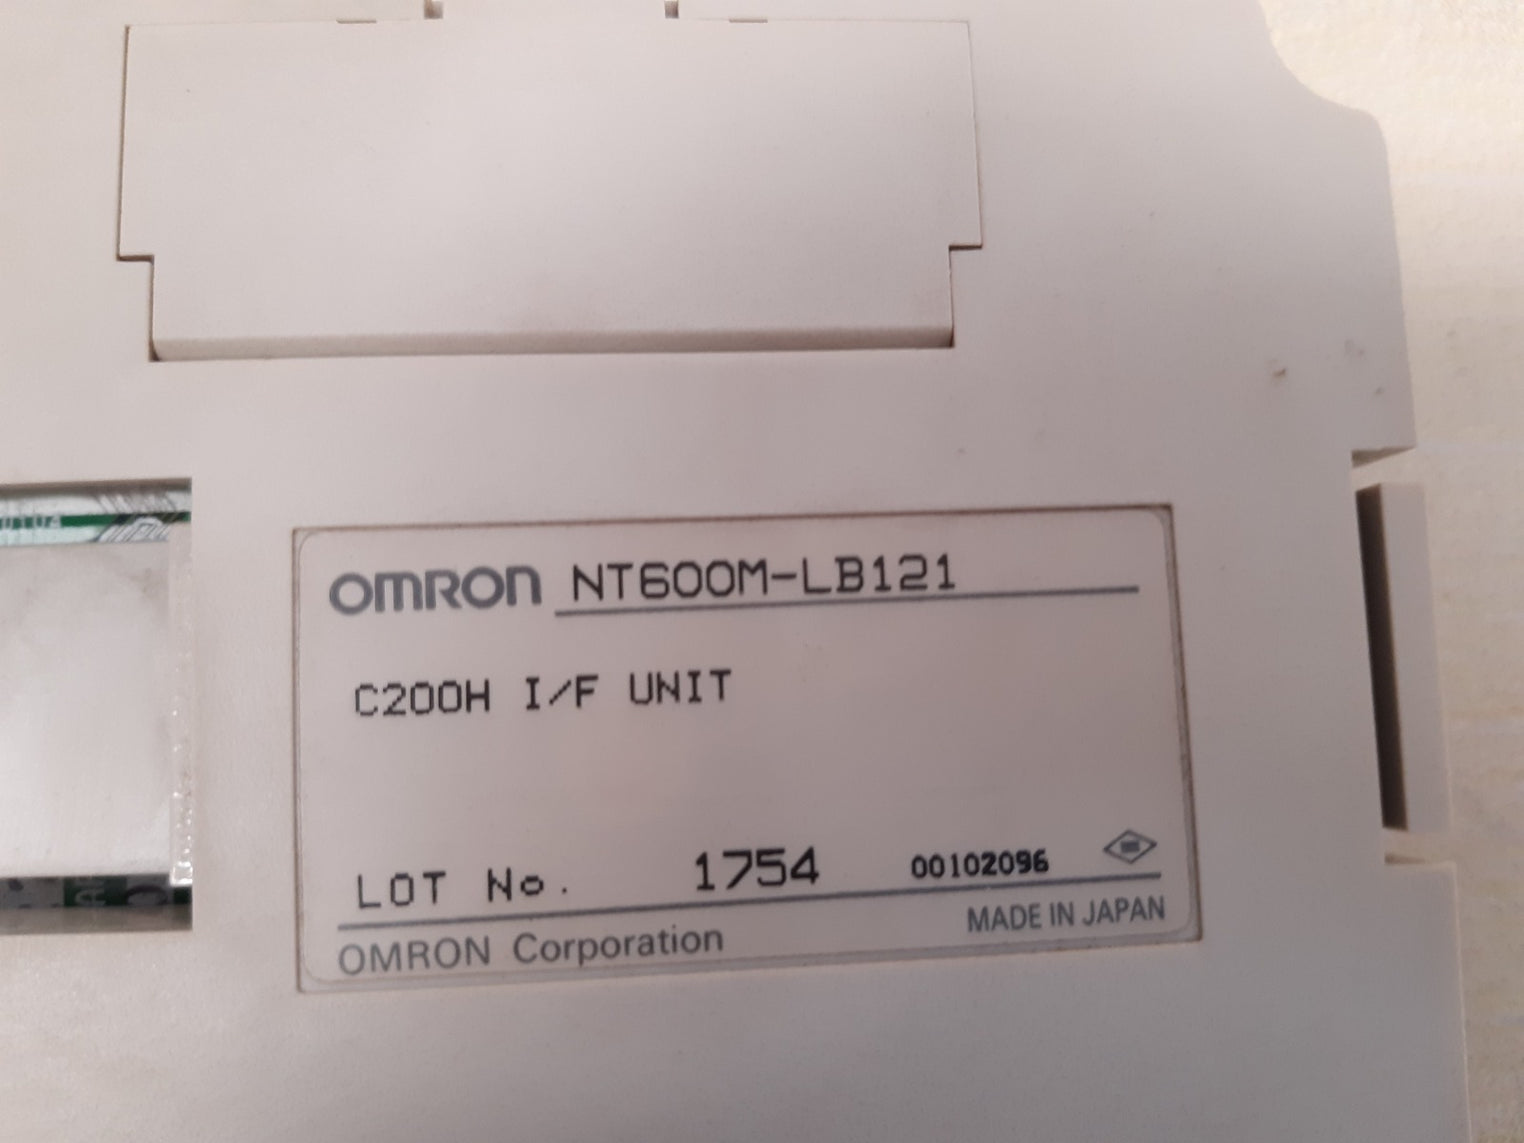 OMRON NT600M-LB121
C200H I/F UNIT
LOT No. 1754 00102096
OMRON Corporation MADE IN JAPAN